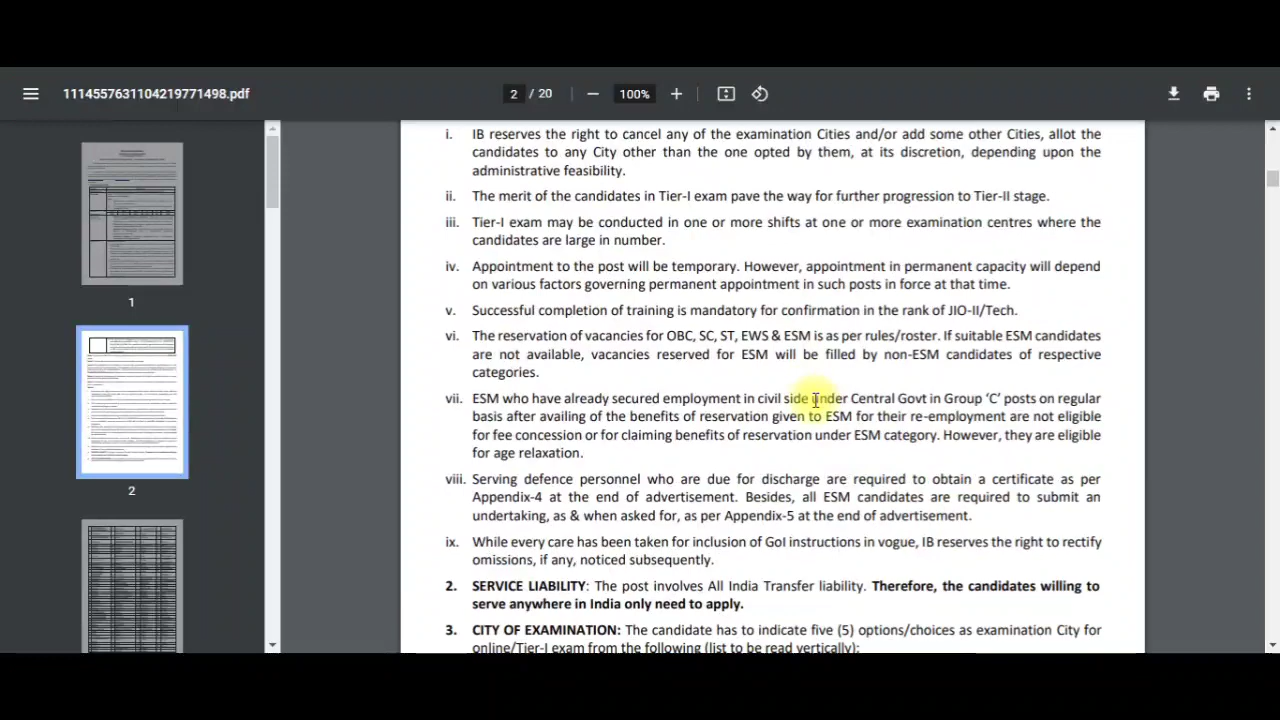 1114557631104219771498.pdf
2 / 20
100%
i. IB reserves the right to cancel any of the examination Cities and/or add some other Cities, allot the
candidates to any City other than the one opted by them, at its discretion, depending upon the
administrative feasibility.
ii. The merit of the candidates in Tier-I exam pave the way for further progression to Tier-II stage.
iii. Tier-I exam may be conducted in one or more shifts at one or more examination centres where the
candidates are large in number.
iv. Appointment to the post will be temporary. However, appointment in permanent capacity will depend
on various factors governing permanent appointment in such posts in force at that time.
v. Successful completion of training is mandatory for confirmation in the rank of JIO-II/Tech.
vi. The reservation of vacancies for OBC, SC, ST, EWS & ESM is as per rules/roster. If suitable ESM candidates
are not available, vacancies reserved for ESM will be filled by non-ESM candidates of respective
categories.
vii. ESM who have already secured employment in civil side under Central Govt in Group ‘C’ posts on regular
basis after availing of the benefits of reservation given to ESM for their re-employment are not eligible
for fee concession or for claiming benefits of reservation under ESM category. However, they are eligible
for age relaxation.
viii. Serving defence personnel who are due for discharge are required to obtain a certificate as per
Appendix-4 at the end of advertisement. Besides, all ESM candidates are required to submit an
undertaking, as & when asked for, as per Appendix-5 at the end of advertisement.
ix. While every care has been taken for inclusion of GoI instructions in vogue, IB reserves the right to rectify
omissions, if any, noticed subsequently.
2. SERVICE LIABILITY: The post involves All India Transfer liability. Therefore, the candidates willing to
serve anywhere in India only need to apply.
3. CITY OF EXAMINATION: The candidate has to indicate five (5) options/choices as examination City for
online/Tier-I exam from the following (list to be read vertically):
1
2